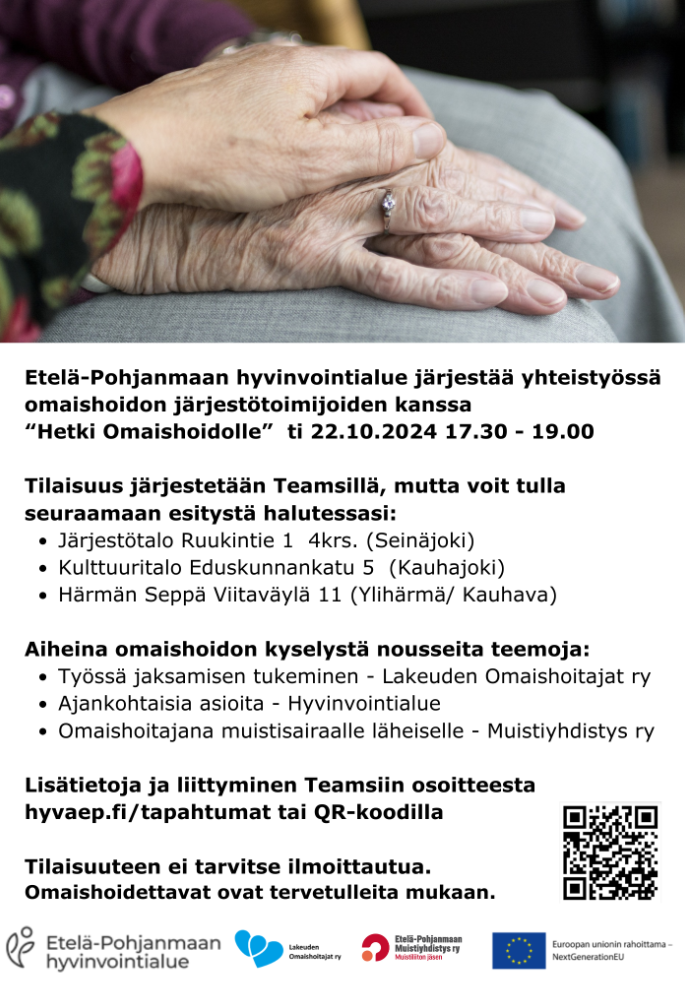 Etelä-Pohjanmaan hyvinvointialue järjestää yhteistyössä
omaishoidon järjestötoimijoiden kanssa
“Hetki Omaishoidolle” ti 22.10.2024 17.30 - 19.00
Tilaisuus järjestetään Teamsillä, mutta voit tulla
seuraamaan esitystä halutessasi:
• Järjestötalo Ruukintie 1 4krs. (Seinäjoki)
• Kulttuuritalo Eduskunnankatu 5 (Kauhajoki)
• Härmän Seppä Viitaväylä 11 (Ylihärmä/ Kauhava)
Aiheina omaishoidon kyselystä nousseita teemoja:
• Työssä jaksamisen tukeminen - Lakeuden Omaishoitajat ry
• Ajankohtaisia asioita - Hyvinvointialue
• Omaishoitajana muistisairaalle läheiselle - Muistiyhdistys ry
Lisätietoja ja liittyminen Teamsiin osoitteesta
hyvaep.fi/tapahtumat tai QR-koodilla
Tilaisuuteen ei tarvitse ilmoittautua.
Omaishoidettavat ovat tervetulleita mukaan.
Etelä-Pohjanmaan
hyvinvointialue
Lakeuden
Omaishoitajat ry
Etelä-Pohjanmaan
Muistiyhdistys ry
Muistiliiton jäsen
Euroopan unionin rahoittama –
NextGenerationEU